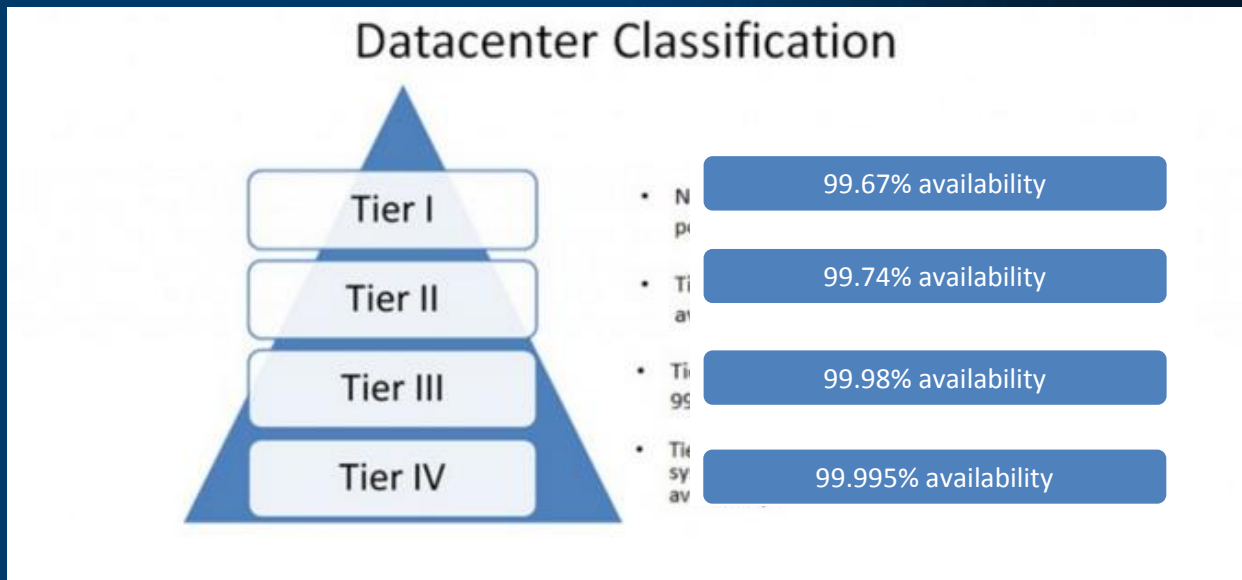 Datacenter Classification
Tier I
99.67% availability
Tier II
99.74% availability
Tier III
99.98% availability
99
Tier IV
99.995% availability